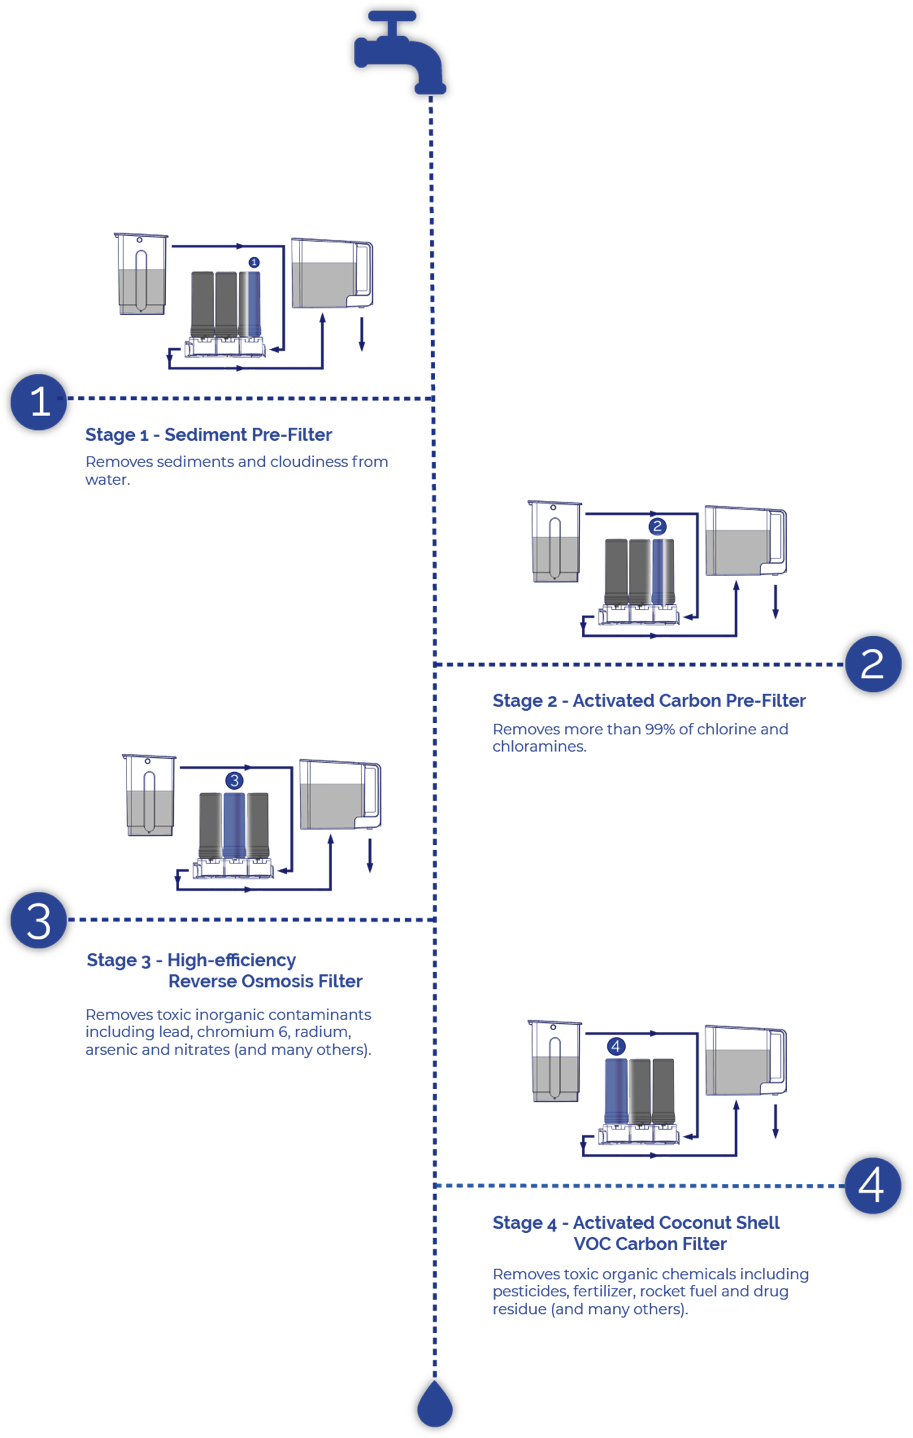 1
1
Stage 1 - Sediment Pre-Filter
Removes sediments and cloudiness from
water.
2
2
Stage 2 - Activated Carbon Pre-Filter
Removes more than 99% of chlorine and
chloramines.
3
3
Stage 3 - High-efficiency
Reverse Osmosis Filter
Removes toxic inorganic contaminants
including lead, chromium 6, radium,
arsenic and nitrates (and many others).
4
4
Stage 4 - Activated Coconut Shell
VOC Carbon Filter
Removes toxic organic chemicals including
pesticides, fertilizer, rocket fuel and drug
residue (and many others).